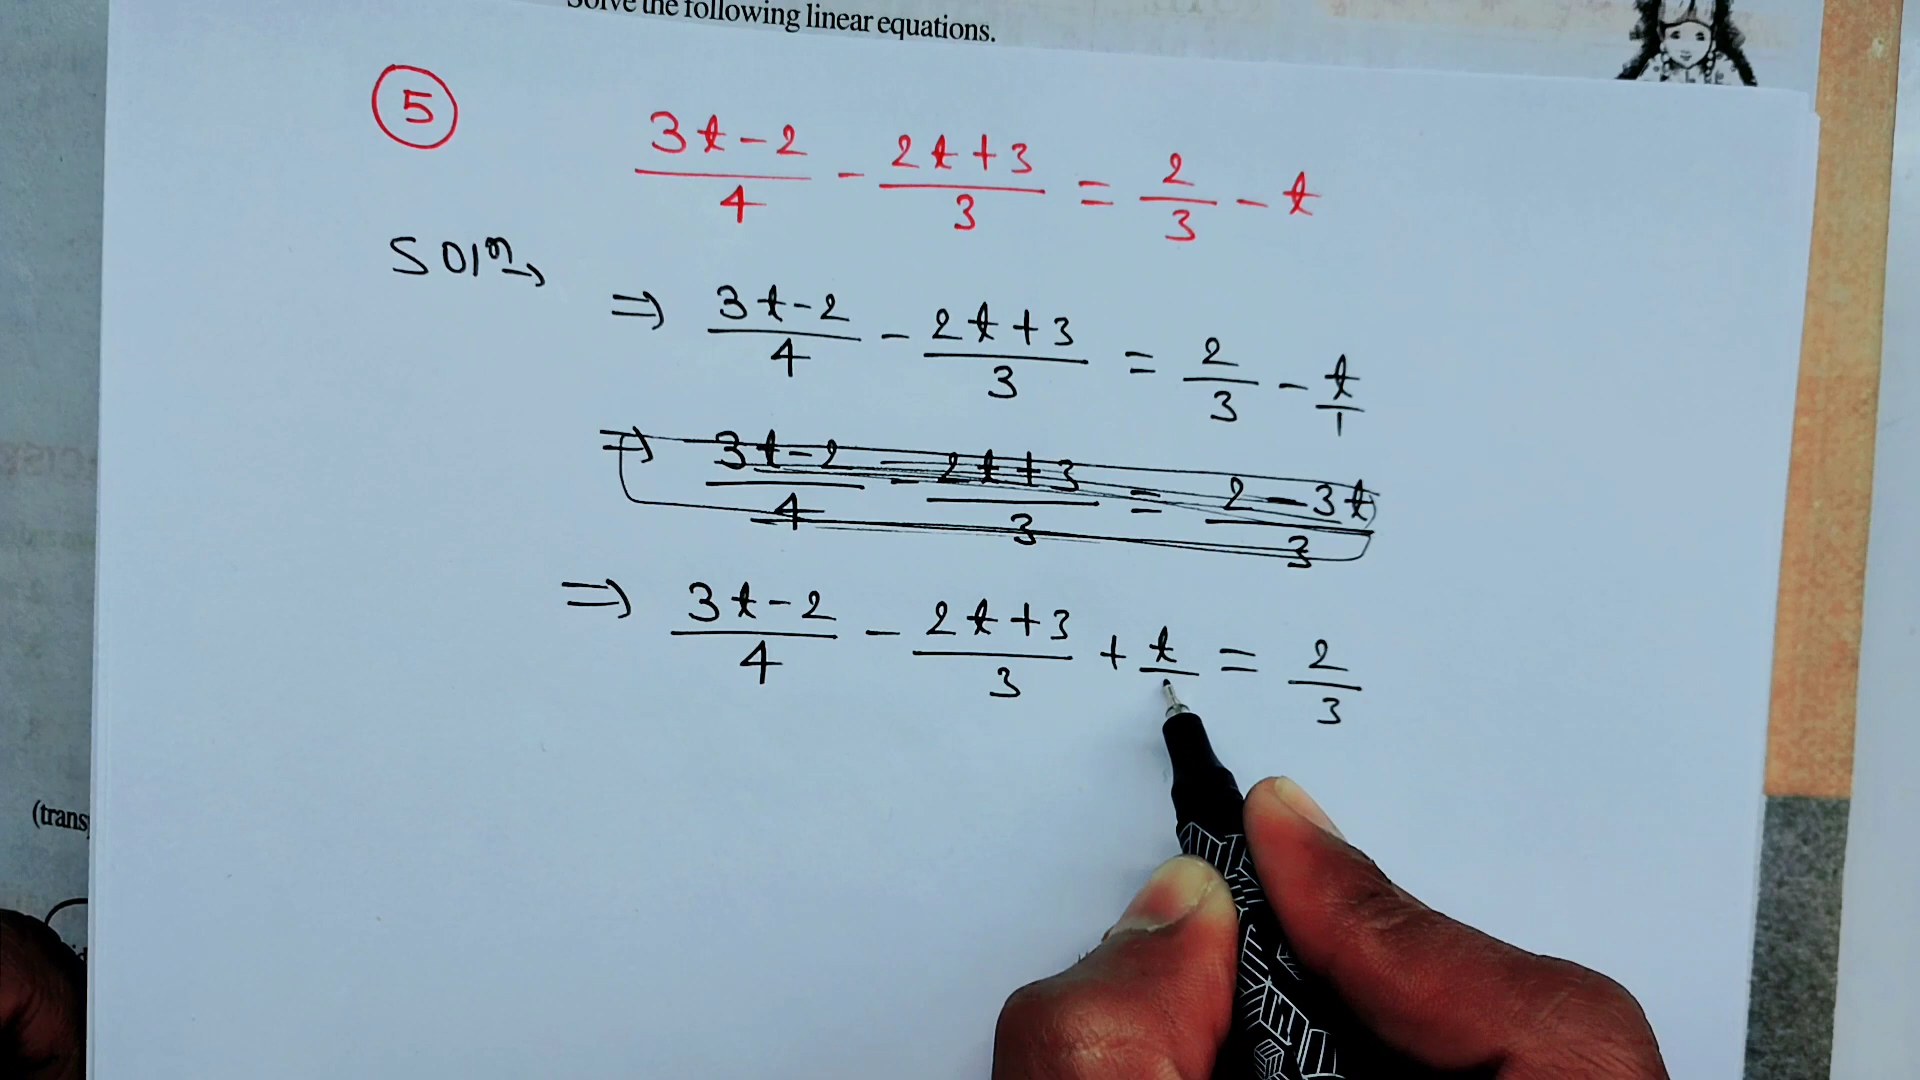 Solve the following linear equations.
5 (3t-2)/4 - (2t+3)/3 = 2/3 - t
Solⁿ→
⇒ (3t-2)/4 - (2t+3)/3 = 2/3 - t/1
⇒ (3t-2)/4 - (2t+3)/3 = (2-3t)/3
⇒ (3t-2)/4 - (2t+3)/3 + t/1 = 2/3
(trans